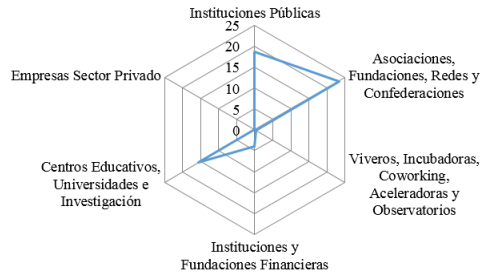 Instituciones Públicas
25
20
15
10
5
0
Asociaciones,
Fundaciones, Redes y
Confederaciones
Viveros, Incubadoras,
Coworking,
Aceleradoras y
Observatorios
Instituciones y
Fundaciones Financieras
Centros Educativos,
Universidades e
Investigación
Empresas Sector Privado